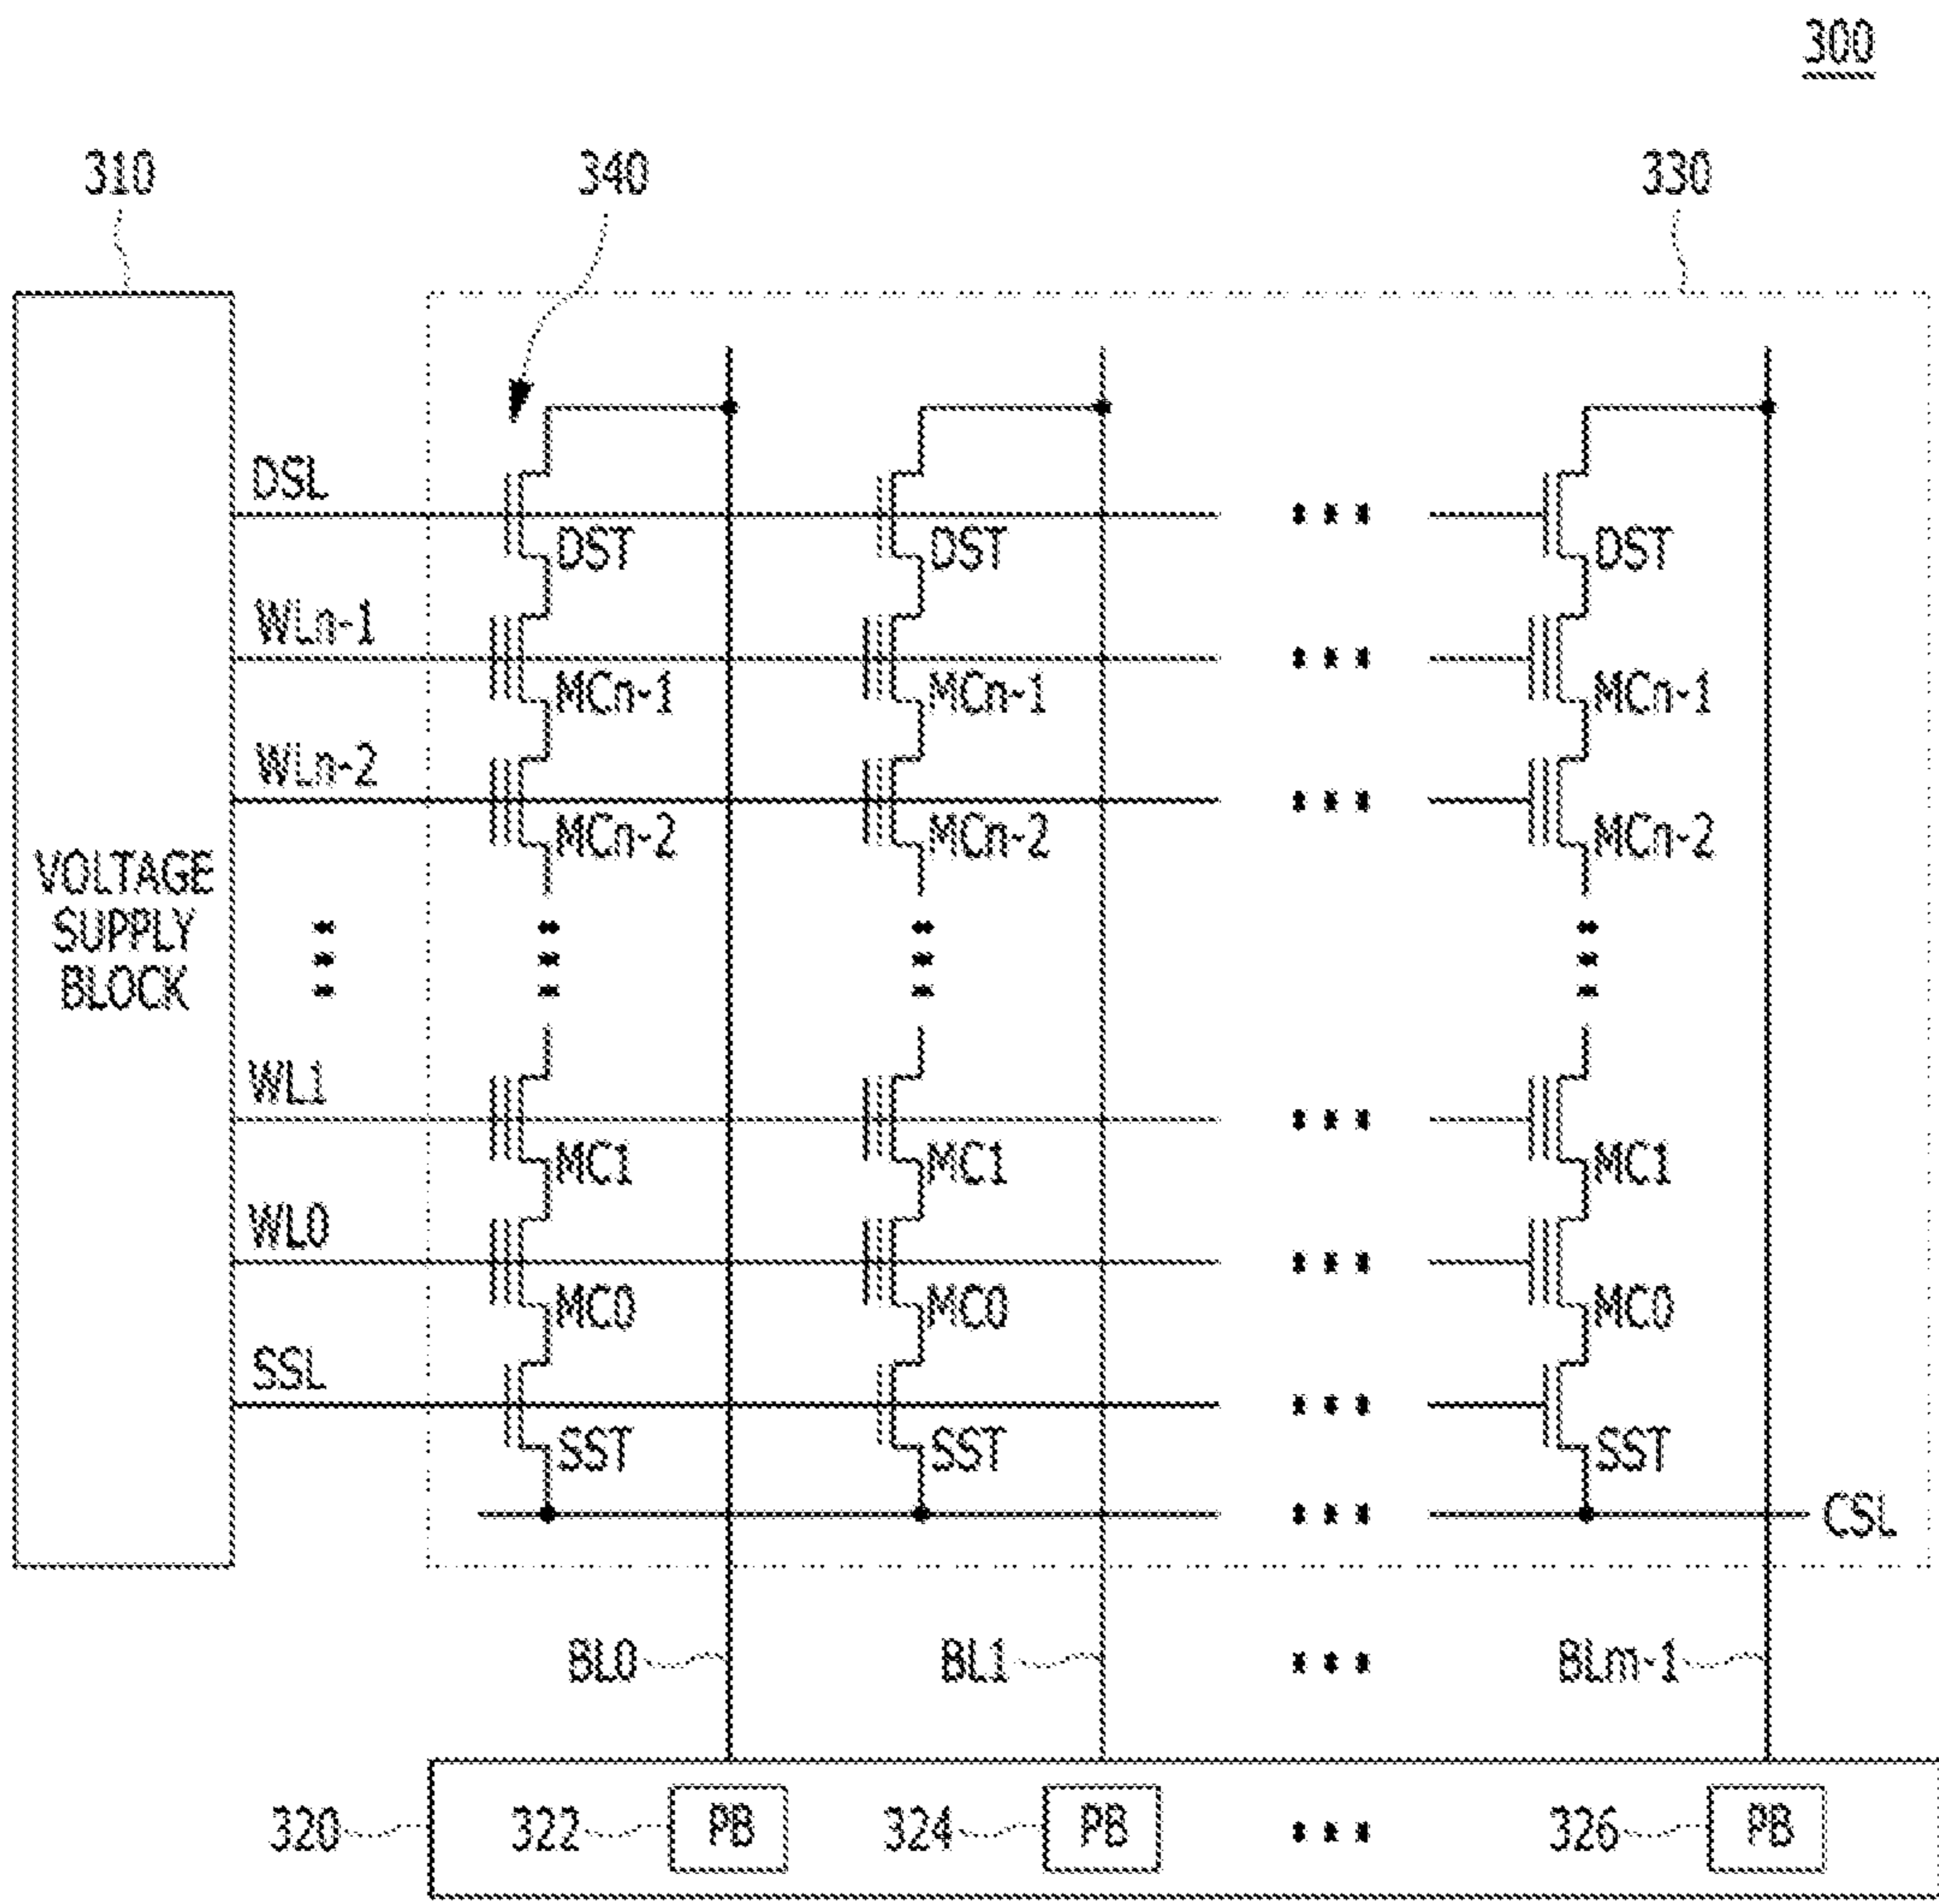 300
310
340
330
DSL
DST
DST
DST
WLn-1
MCn-1
MCn-1
MCn-1
WLn-2
MCn-2
MCn-2
MCn-2
VOLTAGE
SUPPLY
BLOCK
WL1
MC1
MC1
MC1
WL0
MC0
MC0
MC0
SSL
SST
SST
SST
CSL
BL0
BL1
BLm-1
320
322
PB
324
PB
326
PB